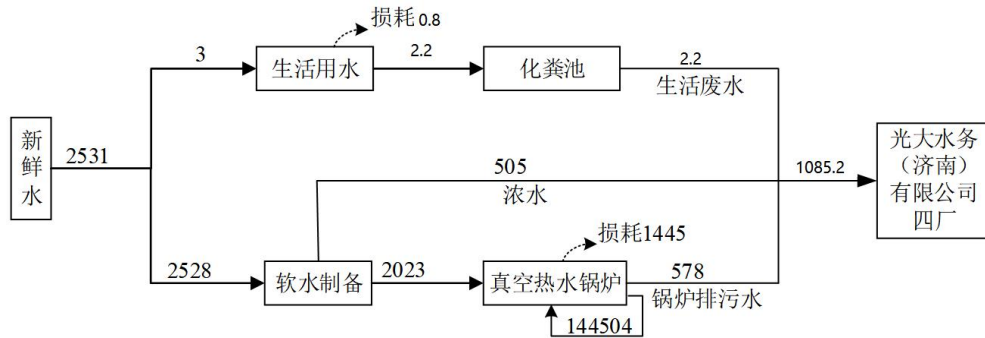 损耗 0.8
3
生活用水
2.2
化粪池
2.2
生活废水
新
鲜
水
2531
505
浓水
1085.2
光大水务
（济南）
有限公司
四厂
损耗1445
2528
软水制备
2023
真空热水锅炉
578
锅炉排污水
144504